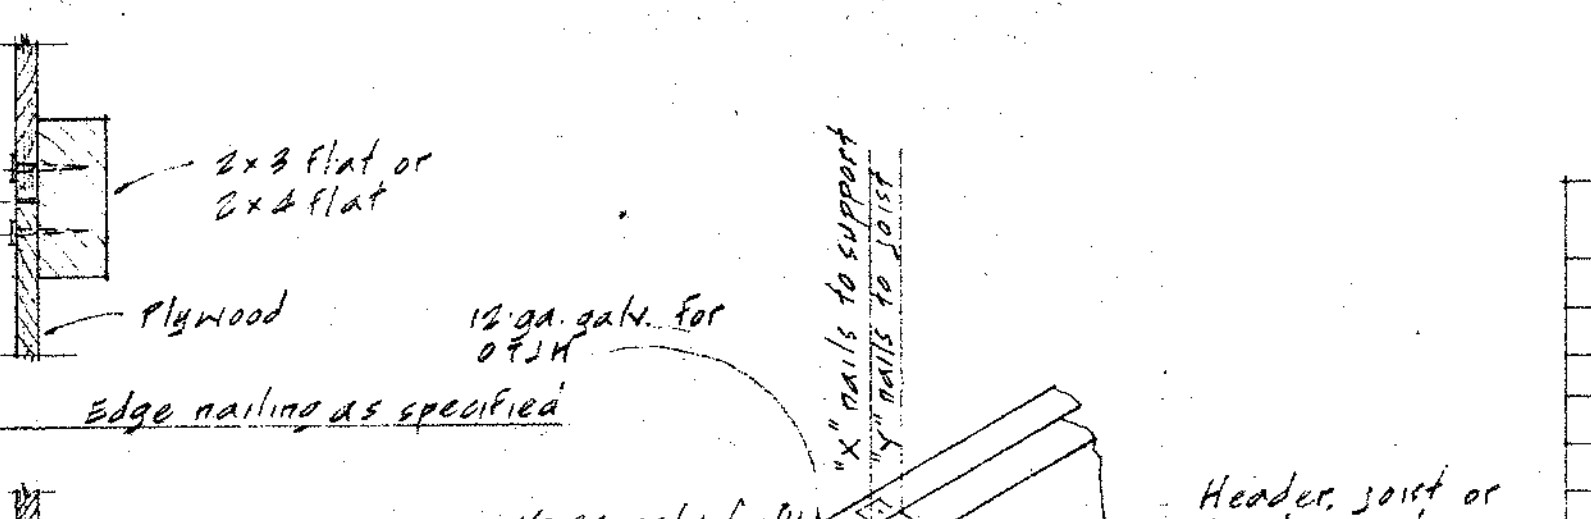 2x3 Flat or
2x4 flat
Plywood
Edge nailing as specified
12 ga. galv. for
OTJH
"X" nails to support
"Y" nails to joist
Header, joist or